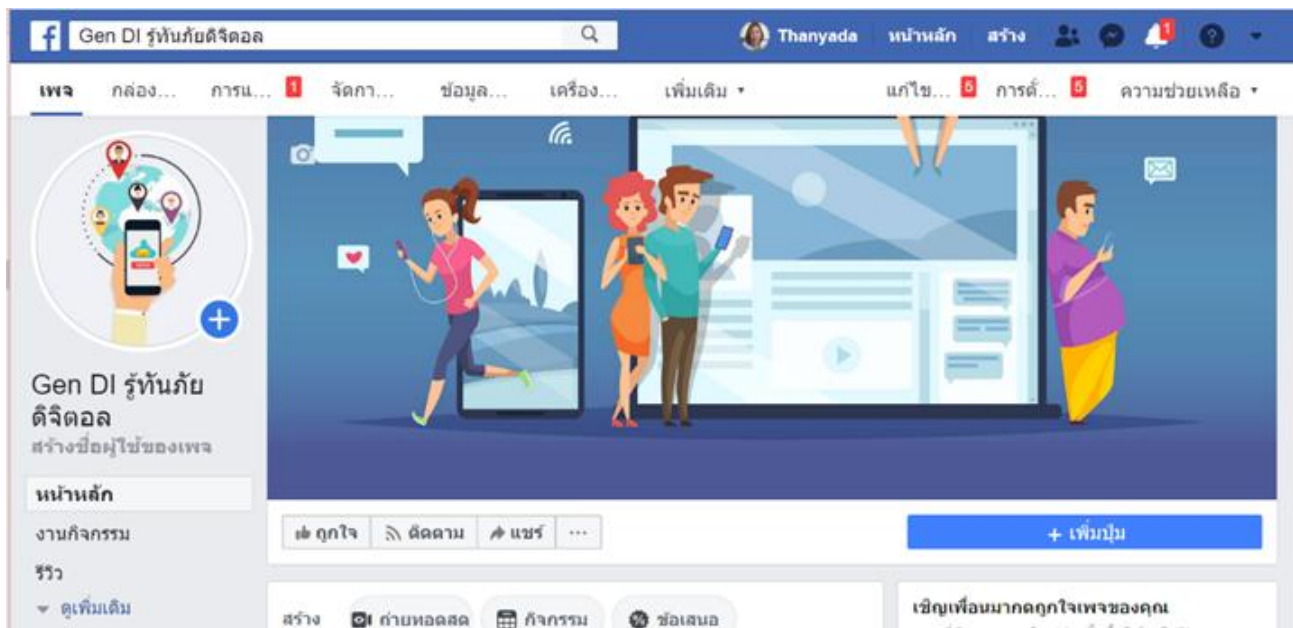 Gen DI รู้ทันภัยดิจิตอล
Thanyada หน้าหลัก สร้าง 1
เพจ กล่อง... การแ... 1 จัดกา... ข้อมูล... เครื่อง... เพิ่มเติม แก้ไข... 5 การตั้... 5 ความช่วยเหลือ
Gen DI รู้ทันภัย
ดิจิตอล
สร้างชื่อผู้ใช้ของเพจ
หน้าหลัก
งานกิจกรรม
รีวิว
ดูเพิ่มเติม
ถูกใจ ติดตาม แชร์ ...
+ เพิ่มปุ่ม
สร้าง ถ่ายทอดสด กิจกรรม ข้อเสนอ
เชิญเพื่อนมากดถูกใจเพจของคุณ